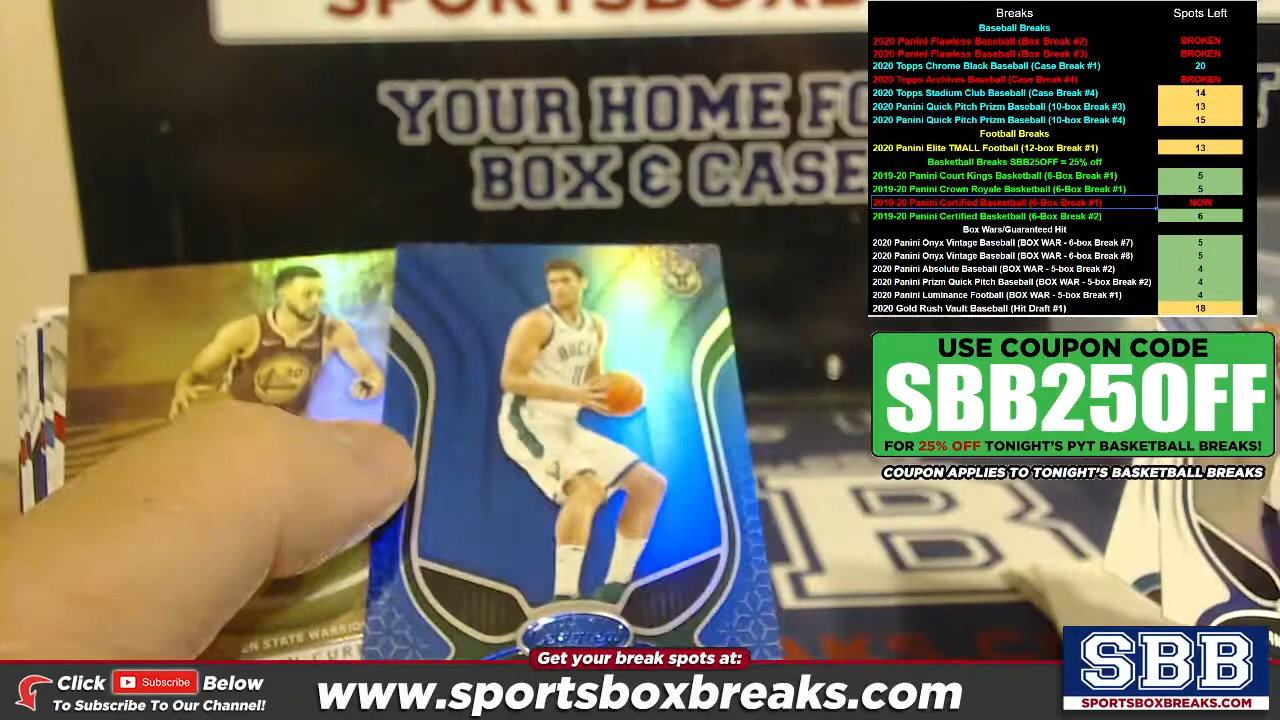 SPORTSBOX
YOUR HOME FO
BOX & CASE
Breaks Spots Left
Baseball Breaks
2020 Panini Flawless Baseball (Box Break #2) BROKEN
2020 Panini Flawless Baseball (Box Break #3) BROKEN
2020 Topps Chrome Black Baseball (Case Break #1) 20
2020 Topps Archives Baseball (Case Break #4) BROKEN
2020 Topps Stadium Club Baseball (Case Break #4) 14
2020 Panini Quick Pitch Prizm Baseball (10-box Break #3) 13
2020 Panini Quick Pitch Prizm Baseball (10-box Break #4) 15
Football Breaks
2020 Panini Elite TMALL Football (12-box Break #1) 13
Basketball Breaks SBB25OFF = 25% off
2019-20 Panini Court Kings Basketball (6-Box Break #1) 5
2019-20 Panini Crown Royale Basketball (6-Box Break #1) 5
2019-20 Panini Certified Basketball (6-Box Break #1) NOW
2019-20 Panini Certified Basketball (6-Box Break #2) 6
Box Wars/Guaranteed Hit
2020 Panini Onyx Vintage Baseball (BOX WAR - 6-box Break #7) 5
2020 Panini Onyx Vintage Baseball (BOX WAR - 6-box Break #8) 5
2020 Panini Absolute Baseball (BOX WAR - 5-box Break #2) 4
2020 Panini Prizm Quick Pitch Baseball (BOX WAR - 5-box Break #2) 4
2020 Panini Luminance Football (BOX WAR - 5-box Break #1) 4
2020 Gold Rush Vault Baseball (Hit Draft #1) 18
USE COUPON CODE
SBB25OFF
FOR 25% OFF TONIGHT'S PYT BASKETBALL BREAKS!
COUPON APPLIES TO TONIGHT'S BASKETBALL BREAKS
30
BUCKS
11
B
EN STATE WARRIO
N CUR
Get your break spots at:
Click Subscribe Below
To Subscribe To Our Channel!
www.sportsboxbreaks.com
SBB
SPORTSBOXBREAKS.COM